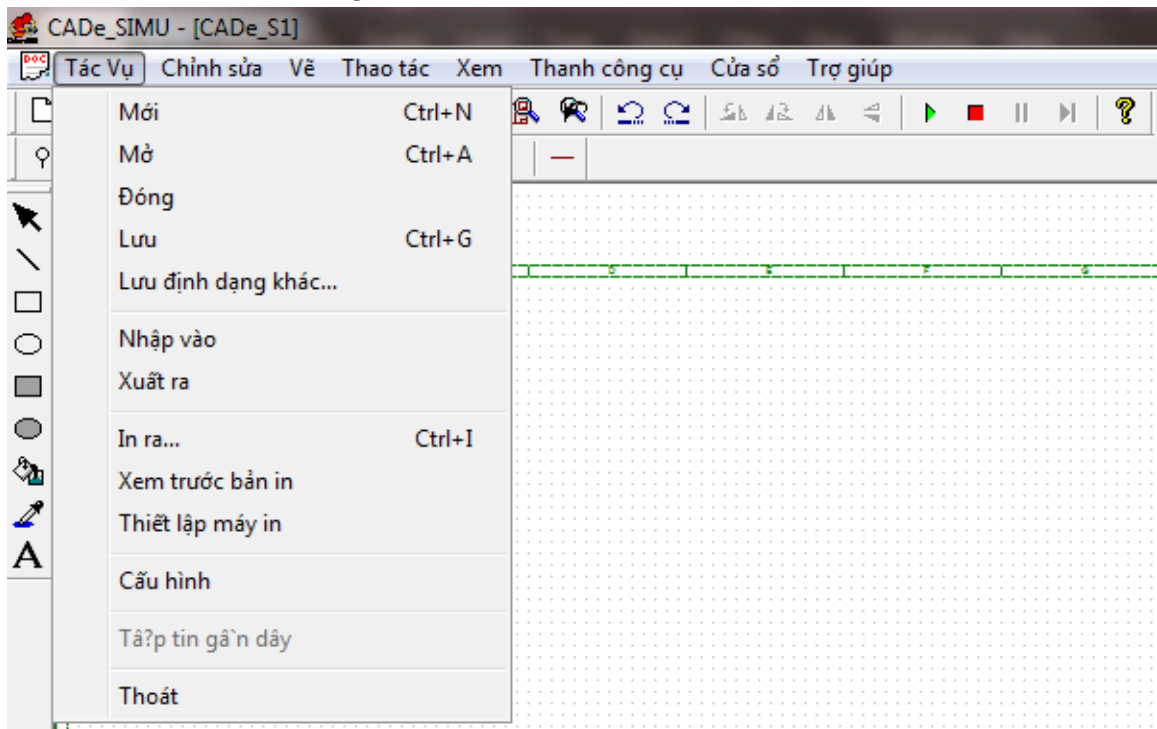 CADe_SIMU - [CADe_S1]
Tác Vụ Chỉnh sửa Vẽ Thao tác Xem Thanh công cụ Cửa sổ Trợ giúp
Mới Ctrl+N
Mở Ctrl+A
Đóng
Lưu Ctrl+G
Lưu định dạng khác...
Nhập vào
Xuất ra
In ra... Ctrl+I
Xem trước bản in
Thiết lập máy in
Cấu hình
Tâ?p tin gâ`n dây
Thoát
A